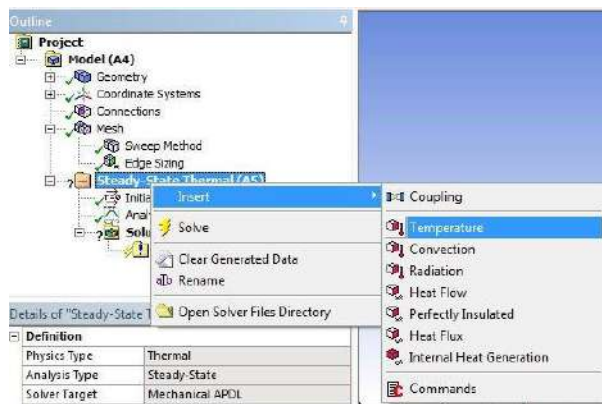 Outline
Project
Model (A4)
Geometry
Coordinate Systems
Connections
Mesh
Sweep Method
Edge Sizing
Steady-State Thermal (A5)
Insert
Solve
Clear Generated Data
Rename
Open Solver Files Directory
Coupling
Temperature
Convection
Radiation
Heat Flow
Perfectly Insulated
Heat Flux
Internal Heat Generation
Commands
Details of "Steady-State T
Definition
Physics Type Thermal
Analysis Type Steady-State
Solver Target Mechanical APDL